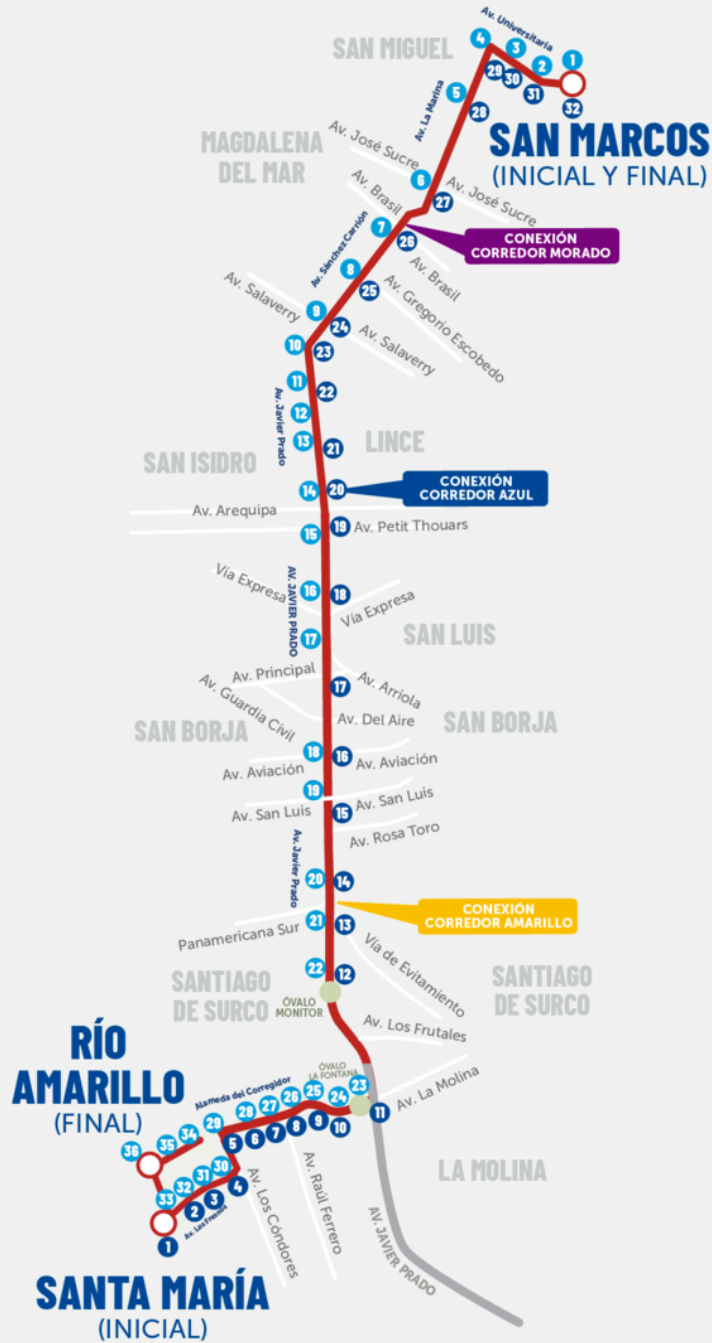 Av. Universitaria
SAN MIGUEL
4
3
2
1
29
30
31
32
5
28
Av. La Marina
SAN MARCOS
(INICIAL Y FINAL)
MAGDALENA
DEL MAR
Av. José Sucre
6
27
Av. José Sucre
Av. Brasil
7
26
CONEXIÓN
CORREDOR MORADO
Av. Sánchez Carrión
8
25
Av. Brasil
Av. Gregorio Escobedo
Av. Salaverry
9
24
Av. Salaverry
10
23
11
22
12
Av. Javier Prado
13
21
LINCE
SAN ISIDRO
14
20
CONEXIÓN
CORREDOR AZUL
Av. Arequipa
15
19
Av. Petit Thouars
Vía Expresa
16
18
Vía Expresa
AV. JAVIER PRADO
17
SAN LUIS
Av. Principal
17
Av. Arriola
Av. Guardia Civil
Av. Del Aire
SAN BORJA
SAN BORJA
18
16
Av. Aviación
Av. Aviación
19
Av. San Luis
15
Av. San Luis
Av. Rosa Toro
Av. Javier Prado
20
14
CONEXIÓN
CORREDOR AMARILLO
21
13
Panamericana Sur
Vía de Evitamiento
22
12
SANTIAGO
DE SURCO
SANTIAGO
DE SURCO
ÓVALO
MONITOR
Av. Los Frutales
RÍO
AMARILLO
(FINAL)
ÓVALO
LA FONTANA
23
Av. La Molina
Alameda del Corregidor
29
28
27
26
25
24
11
5
6
7
8
9
10
36
35
34
33
32
31
30
LA MOLINA
1
2
3
4
Av. Los Fresnos
Av. Los Cóndores
Av. Raúl Ferrero
AV. JAVIER PRADO
SANTA MARÍA
(INICIAL)